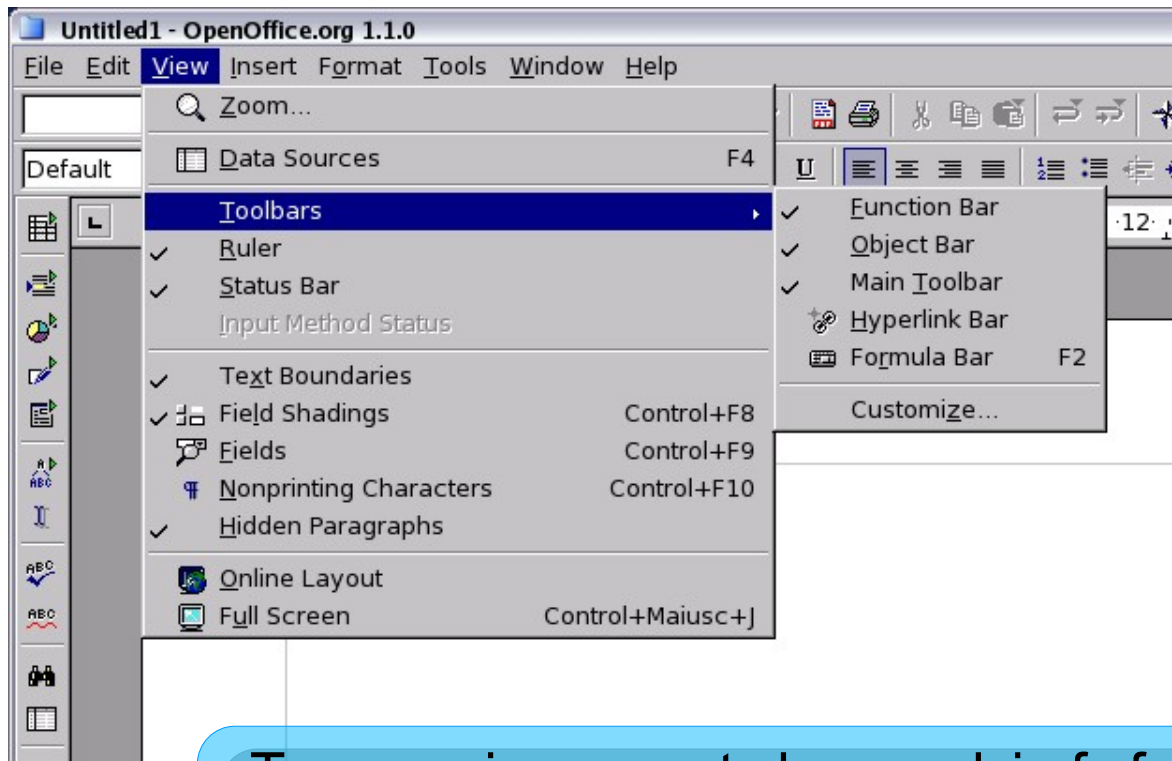 Untitled1 - OpenOffice.org 1.1.0
File Edit View Insert Format Tools Window Help
Zoom...
Default
Data Sources F4
U
Toolbars
Function Bar
·12·
Ruler
Object Bar
Status Bar
Main Toolbar
Input Method Status
Hyperlink Bar
Text Boundaries
Formula Bar F2
Field Shadings Control+F8
Customize...
Fields Control+F9
Nonprinting Characters Control+F10
Hidden Paragraphs
Online Layout
Full Screen Control+Maiusc+J
ABC
ABC
ABC